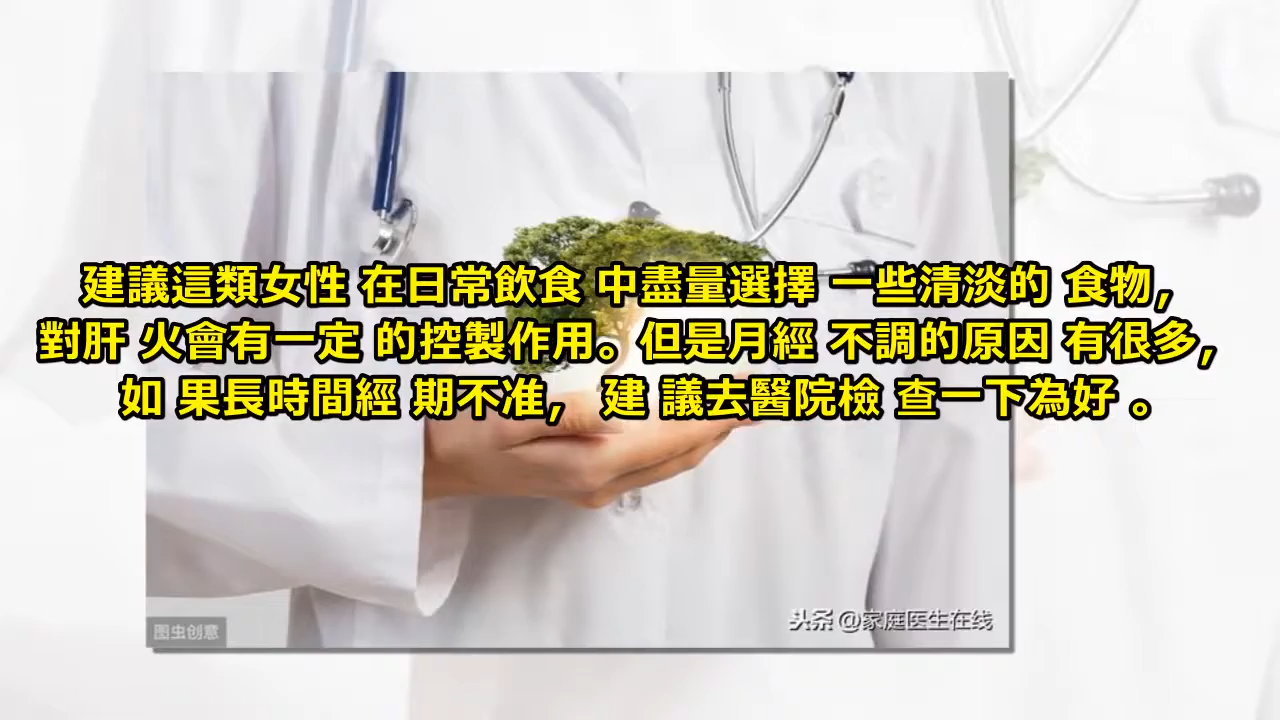 建議這類女性 在日常飲食 中盡量選擇 一些清淡的 食物，
對肝 火會有一定 的控製作用。但是月經 不調的原因 有很多，
如 果長時間經 期不准， 建 議去醫院檢 查一下為好 。
头条 @家庭医生在线
图虫创意